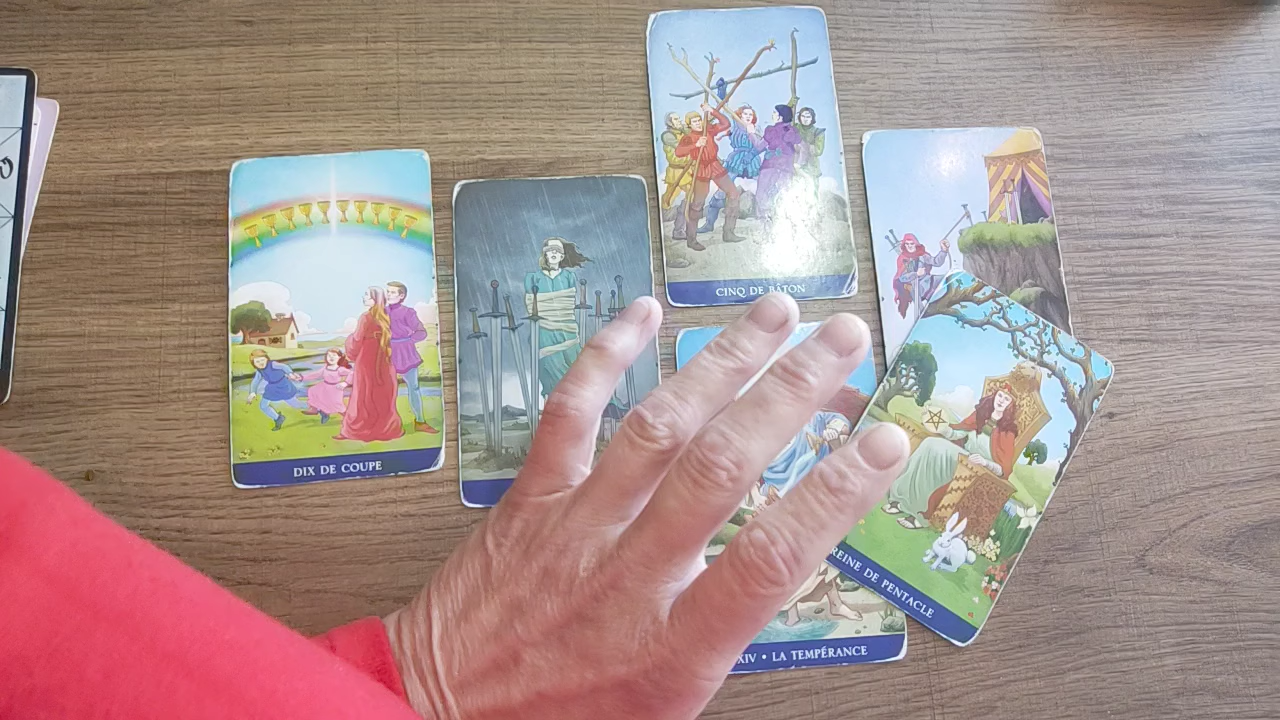 CINQ DE BÂTON
DIX DE COUPE
REINE DE PENTACLE
XIV • LA TEMPÉRANCE